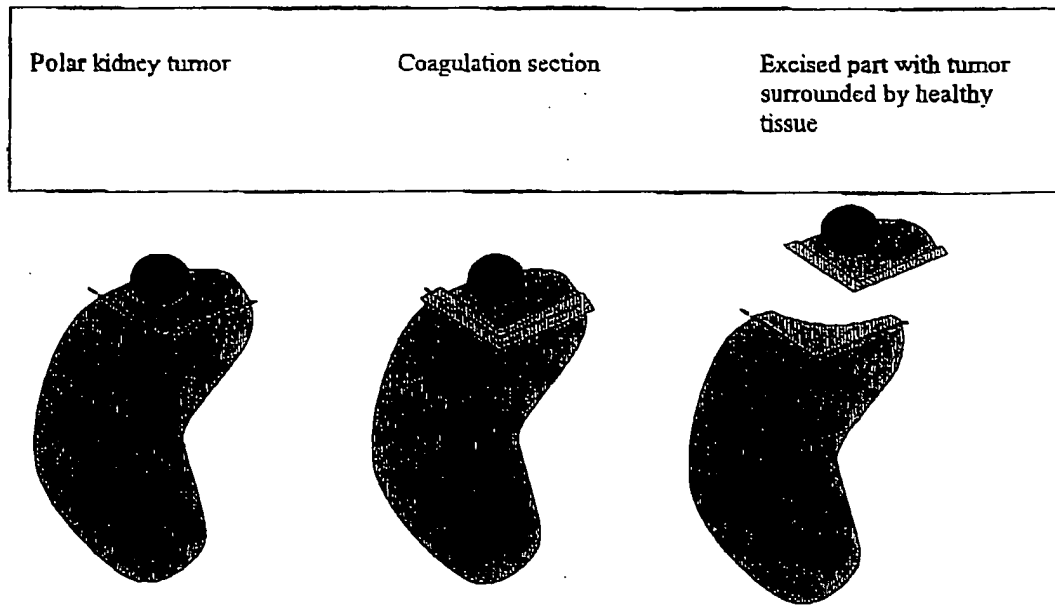 Polar kidney tumor
Coagulation section
Excised part with tumor
surrounded by healthy
tissue